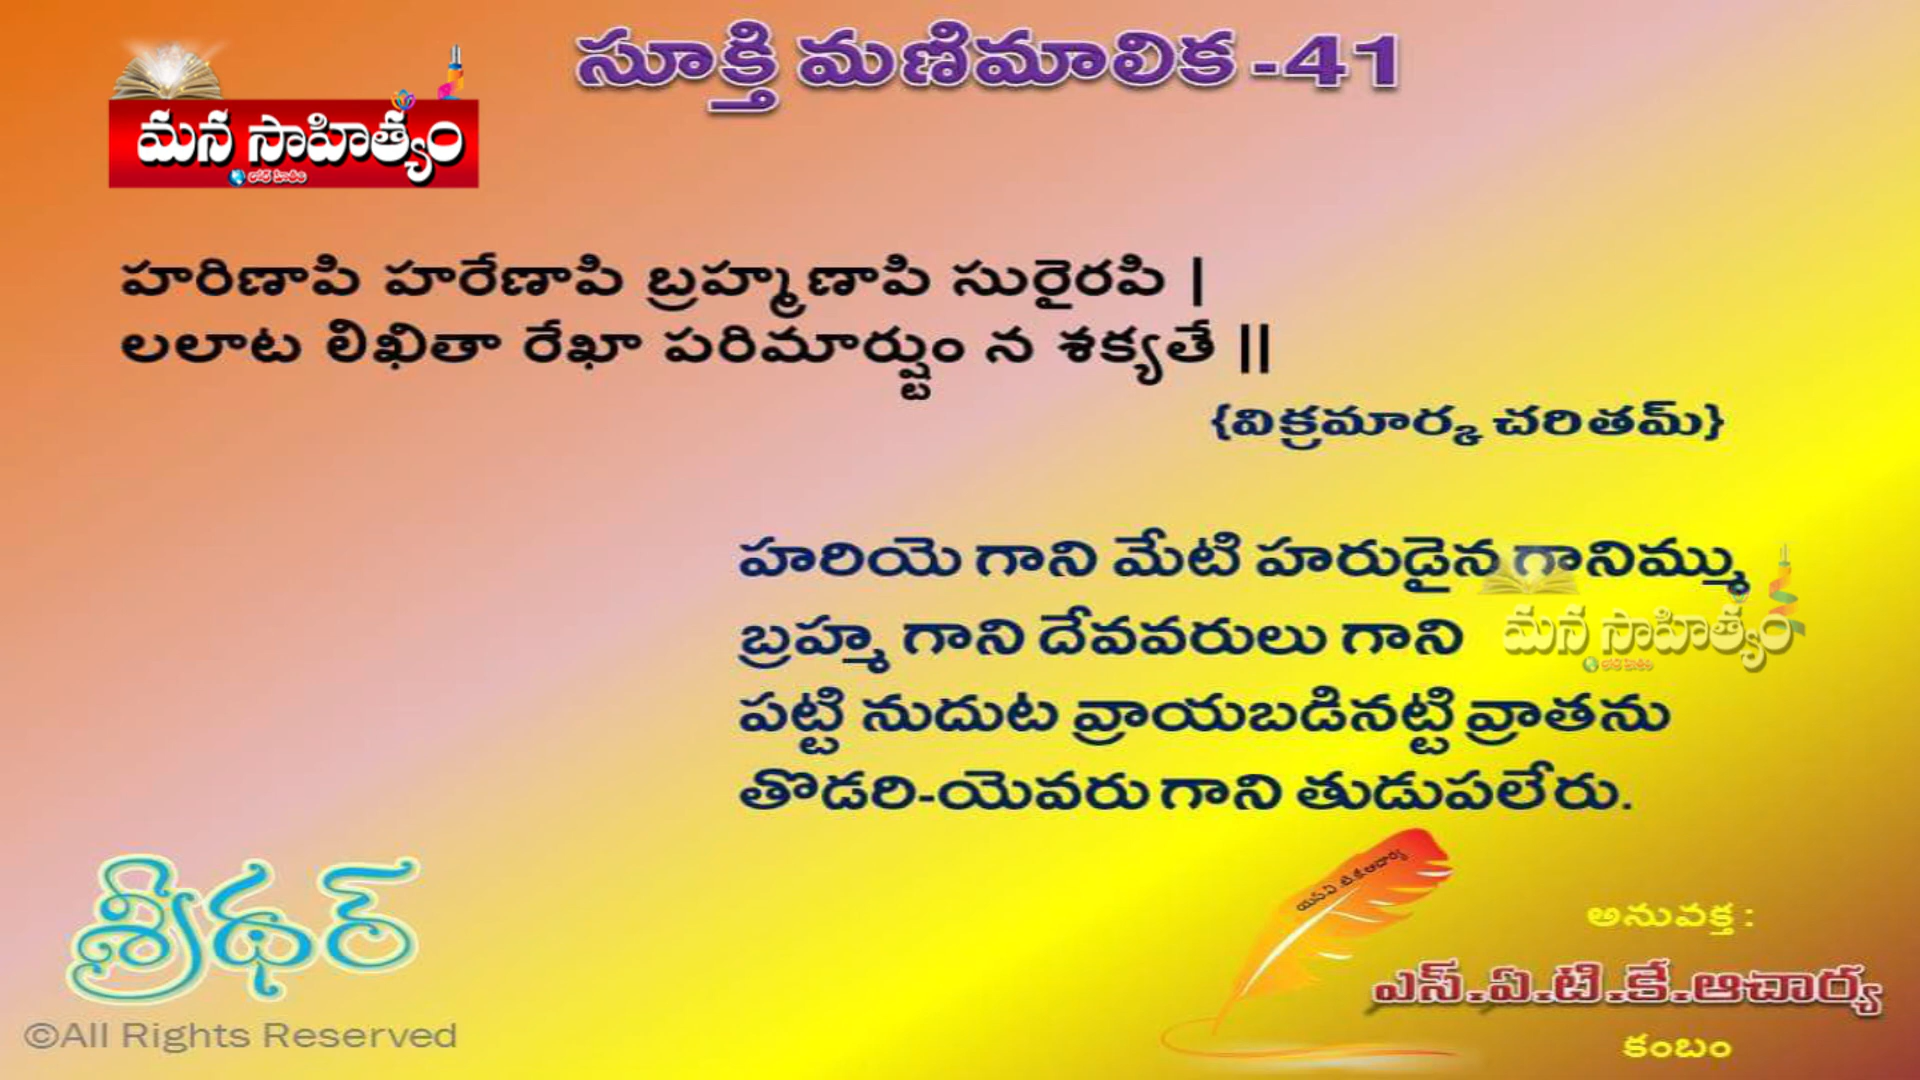 సూక్తి మణిమాలిక -41
మన సాహిత్యం
హరిణాపి హరేణాపి బ్రహ్మణాపి సురైరపి |
లలాట లిఖితా రేఖా పరిమార్ష్టుం న శక్యతే ||
{విక్రమార్క చరితమ్}
హరియె గాని మేటి హరుడైన గానిమ్ము
బ్రహ్మ గాని దేవవరులు గాని
మన సాహిత్యం
పట్టి నుదుట వ్రాయబడినట్టి వ్రాతను
తొడరి-యెవరు గాని తుడుపలేరు.
శ్రీధర్
©All Rights Reserved
అనువక్త :
ఎస్.ఏ.టి.కే.ఆచార్య
కంబం